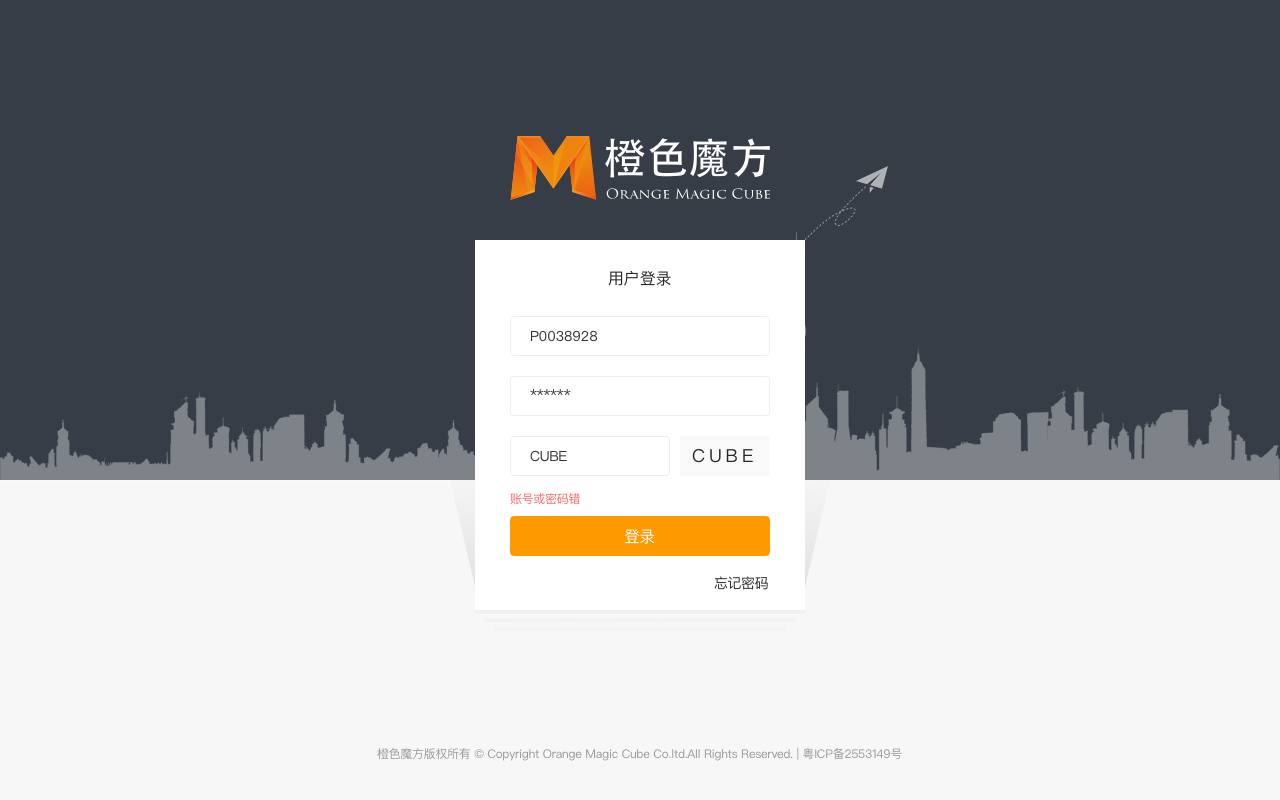 橙色魔方
ORANGE MAGIC CUBE
用户登录
P0038928
******
CUBE
CUBE
账号或密码错
登录
忘记密码
橙色魔方版权所有 © Copyright Orange Magic Cube Co.ltd.All Rights Reserved. | 粤ICP备2553149号